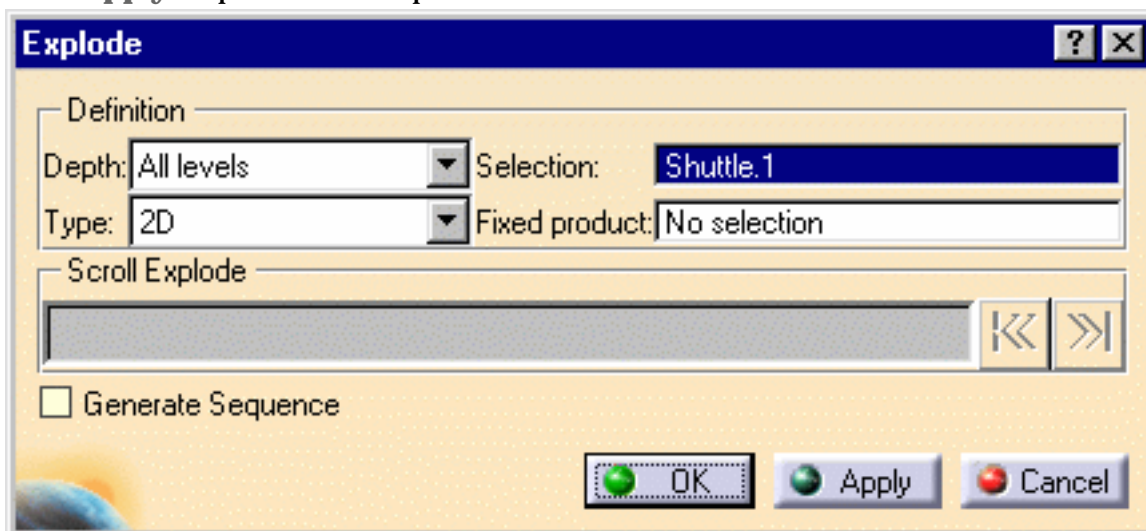 Explode
Definition
Depth: All levels Selection: Shuttle.1
Type: 2D Fixed product: No selection
Scroll Explode
Generate Sequence
OK Apply Cancel